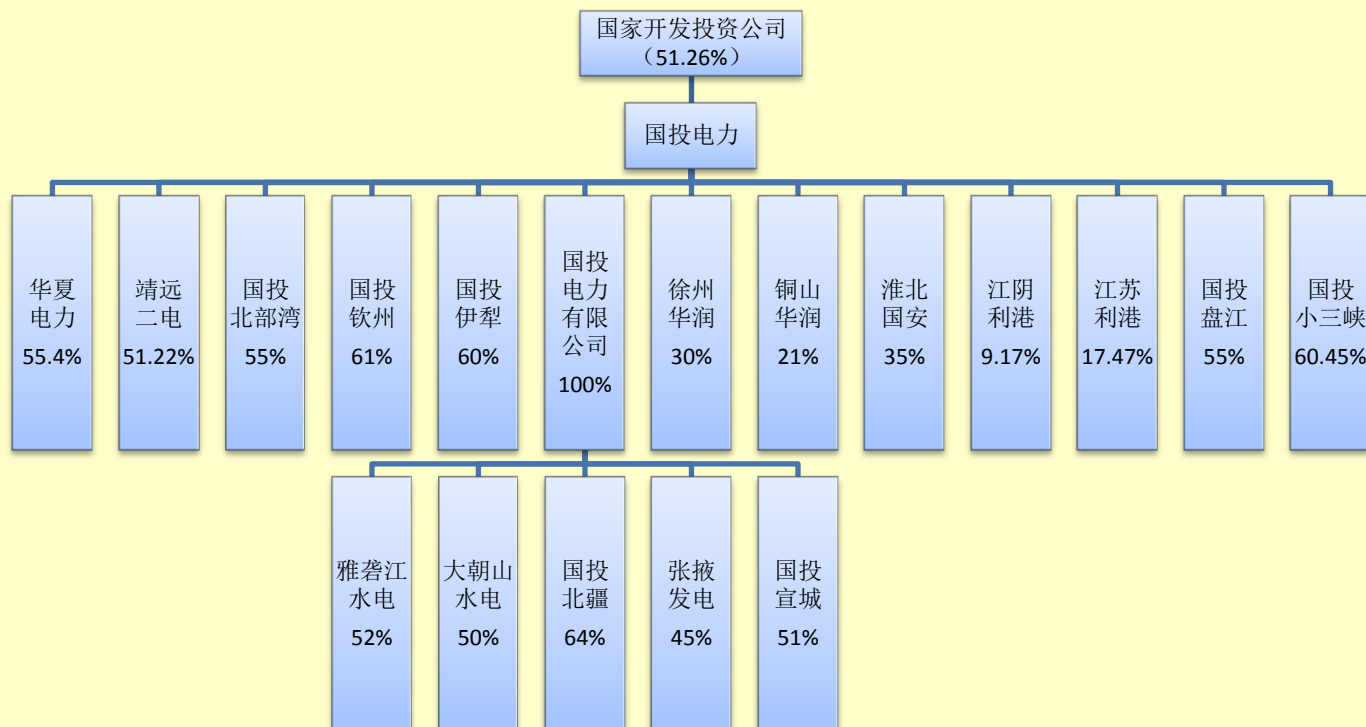 国家开发投资公司
（51.26%）
国投电力
华夏
电力
55.4%
靖远
二电
51.22%
国投
北部湾
55%
国投
钦州
61%
国投
伊犁
60%
国投
电力
有限
公司
100%
徐州
华润
30%
铜山
华润
21%
淮北
国安
35%
江阴
利港
9.17%
江苏
利港
17.47%
国投
盘江
55%
国投
小三峡
60.45%
雅砻江
水电
52%
大朝山
水电
50%
国投
北疆
64%
张掖
发电
45%
国投
宣城
51%